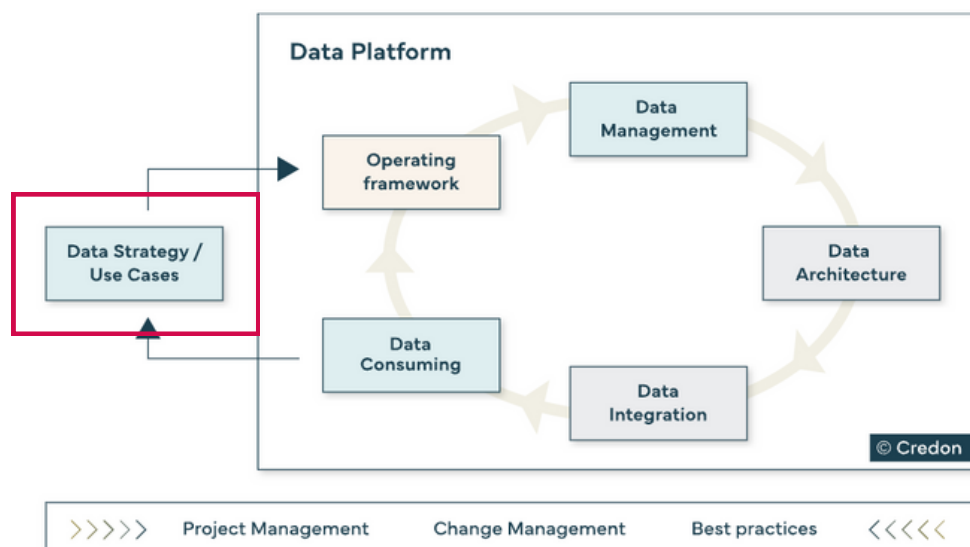 Data Platform
Data
Management
Operating
framework
Data Strategy /
Use Cases
Data
Architecture
Data
Consuming
Data
Integration
© Credon
Project Management Change Management Best practices